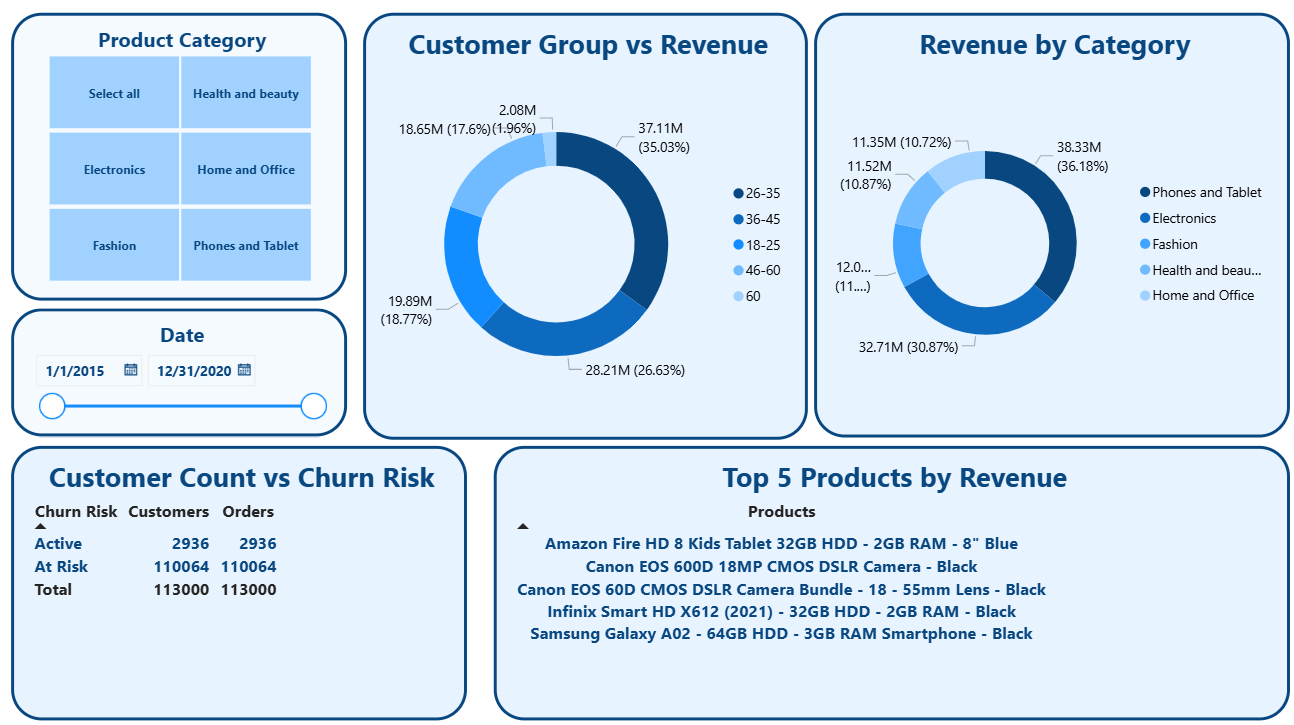 Product Category
Select all
Health and beauty
Electronics
Home and Office
Fashion
Phones and Tablet
Date
1/1/2015
12/31/2020
Customer Group vs Revenue
2.08M
(1.96%)
18.65M (17.6%)
37.11M
(35.03%)
19.89M
(18.77%)
28.21M (26.63%)
26-35
36-45
18-25
46-60
60
Revenue by Category
11.35M (10.72%)
11.52M
(10.87%)
38.33M
(36.18%)
12.0...
(11....)
32.71M (30.87%)
Phones and Tablet
Electronics
Fashion
Health and beau...
Home and Office
Customer Count vs Churn Risk
Churn Risk Customers Orders
Active 2936 2936
At Risk 110064 110064
Total 113000 113000
Top 5 Products by Revenue
Products
Amazon Fire HD 8 Kids Tablet 32GB HDD - 2GB RAM - 8" Blue
Canon EOS 600D 18MP CMOS DSLR Camera - Black
Canon EOS 60D CMOS DSLR Camera Bundle - 18 - 55mm Lens - Black
Infinix Smart HD X612 (2021) - 32GB HDD - 2GB RAM - Black
Samsung Galaxy A02 - 64GB HDD - 3GB RAM Smartphone - Black